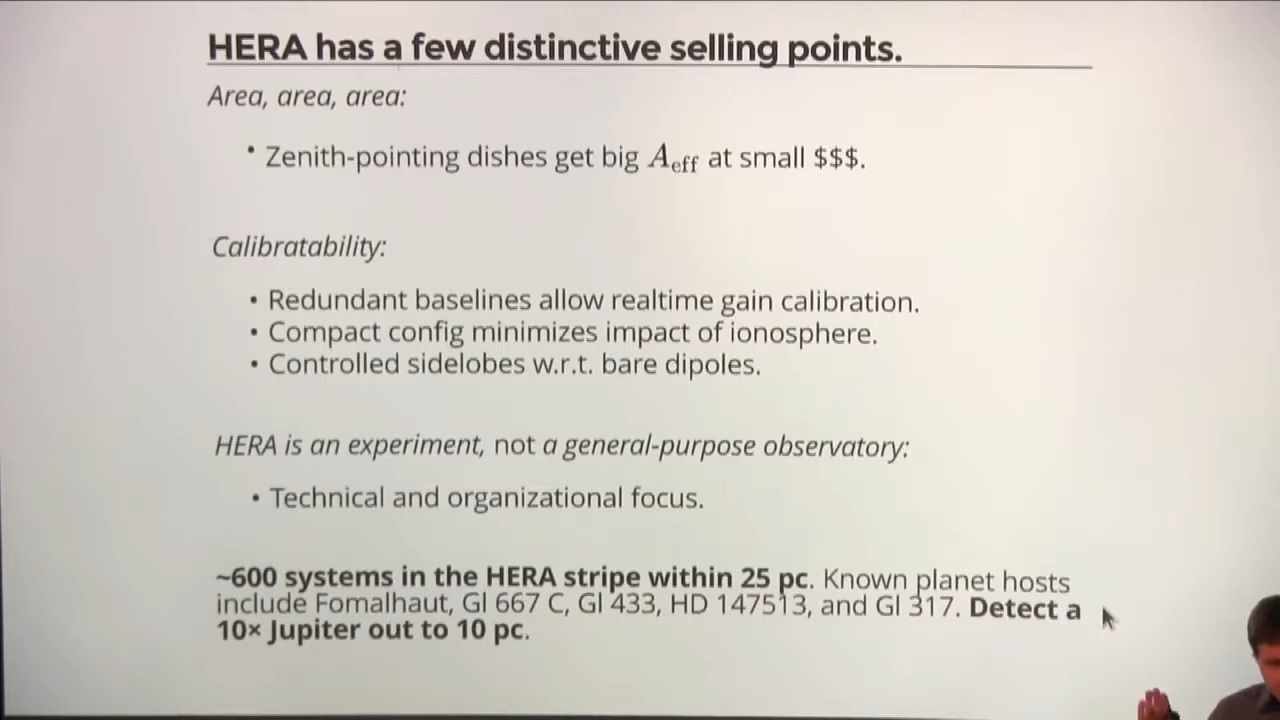 HERA has a few distinctive selling points.
Area, area, area:
• Zenith-pointing dishes get big Aeff at small $$$.
Calibratability:
• Redundant baselines allow realtime gain calibration.
• Compact config minimizes impact of ionosphere.
• Controlled sidelobes w.r.t. bare dipoles.
HERA is an experiment, not a general-purpose observatory:
• Technical and organizational focus.
~600 systems in the HERA stripe within 25 pc. Known planet hosts
include Fomalhaut, Gl 667 C, Gl 433, HD 147513, and Gl 317. Detect a
10× Jupiter out to 10 pc.